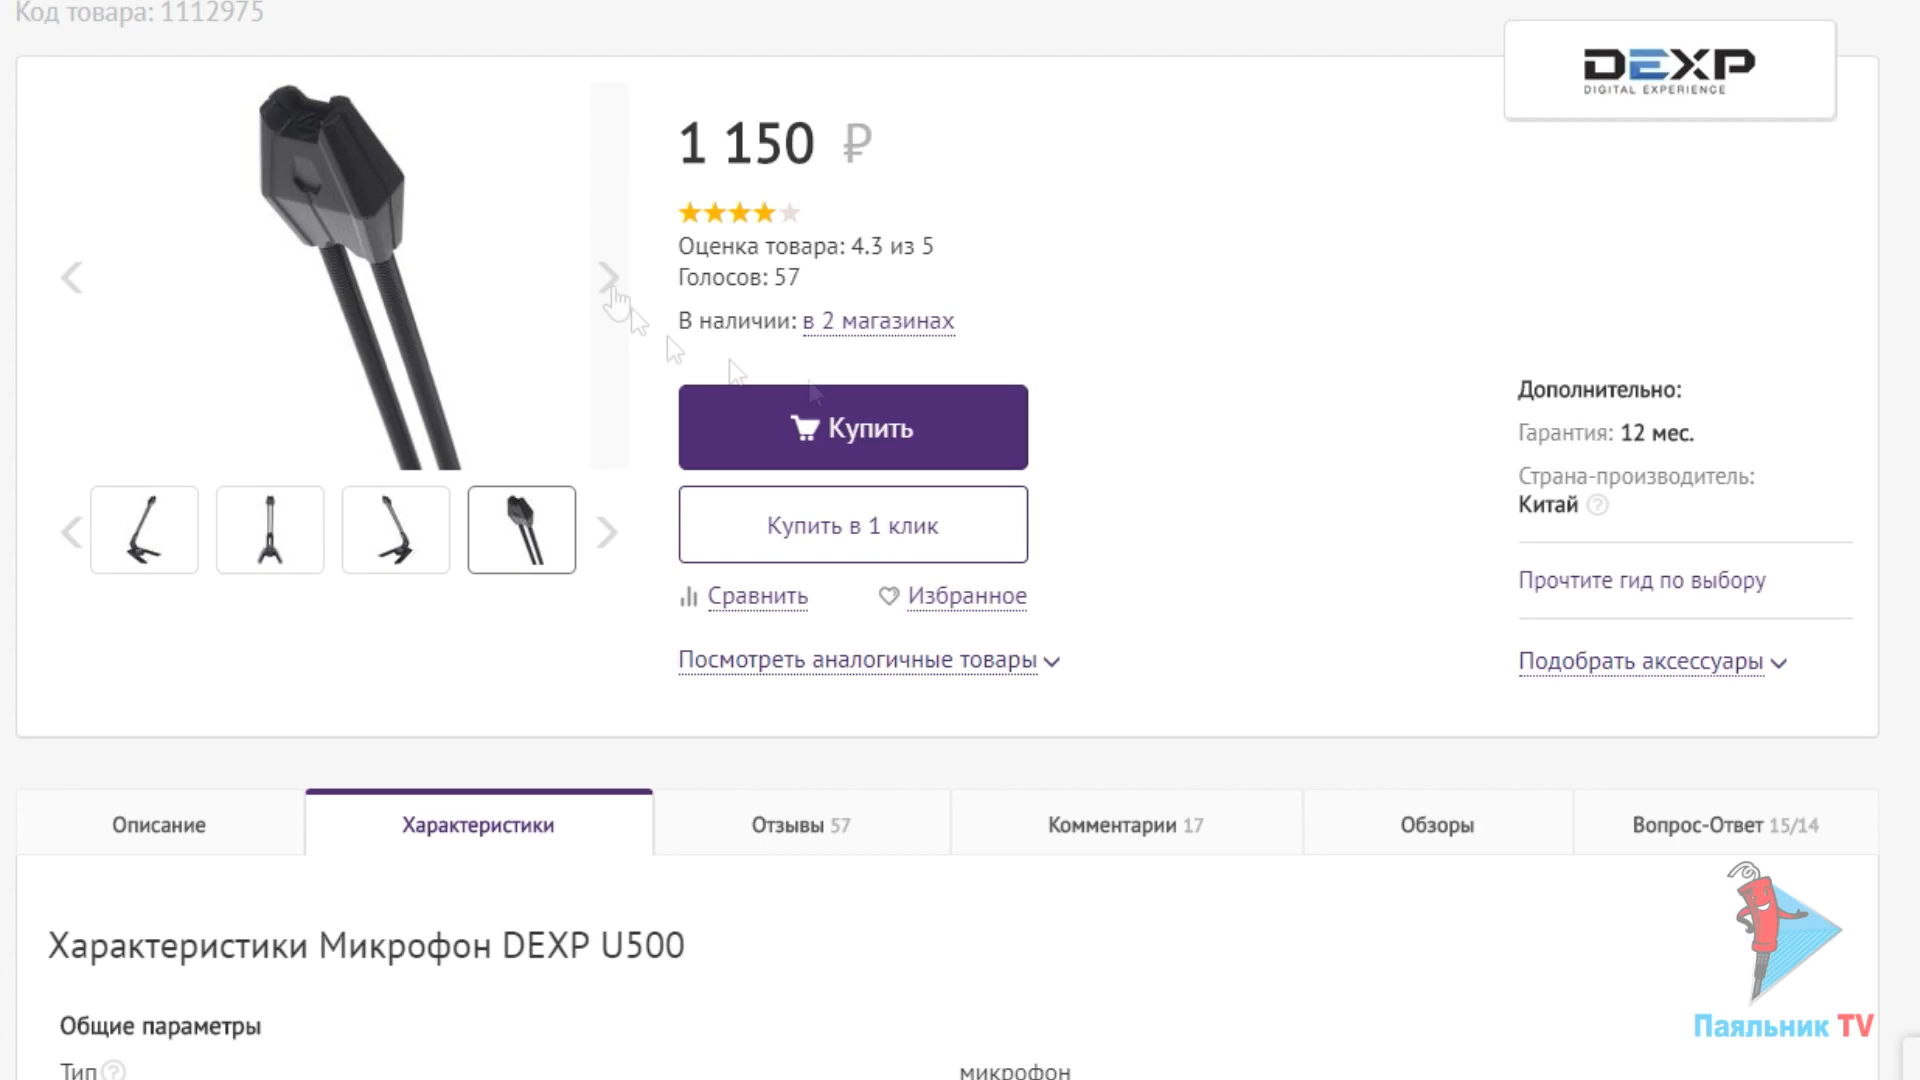 Код товара: 1112975
DEXP
DIGITAL EXPERIENCE
1 150 ₽
Оценка товара: 4.3 из 5
Голосов: 57
В наличии: в 2 магазинах
Купить
Купить в 1 клик
Сравнить
Избранное
Посмотреть аналогичные товары
Дополнительно:
Гарантия: 12 мес.
Страна-производитель:
Китай ?
Прочтите гид по выбору
Подобрать аксессуары
Описание
Характеристики
Отзывы 57
Комментарии 17
Обзоры
Вопрос-Ответ 15/14
Характеристики Микрофон DEXP U500
Общие параметры
Тип ?
микрофон
Паяльник TV